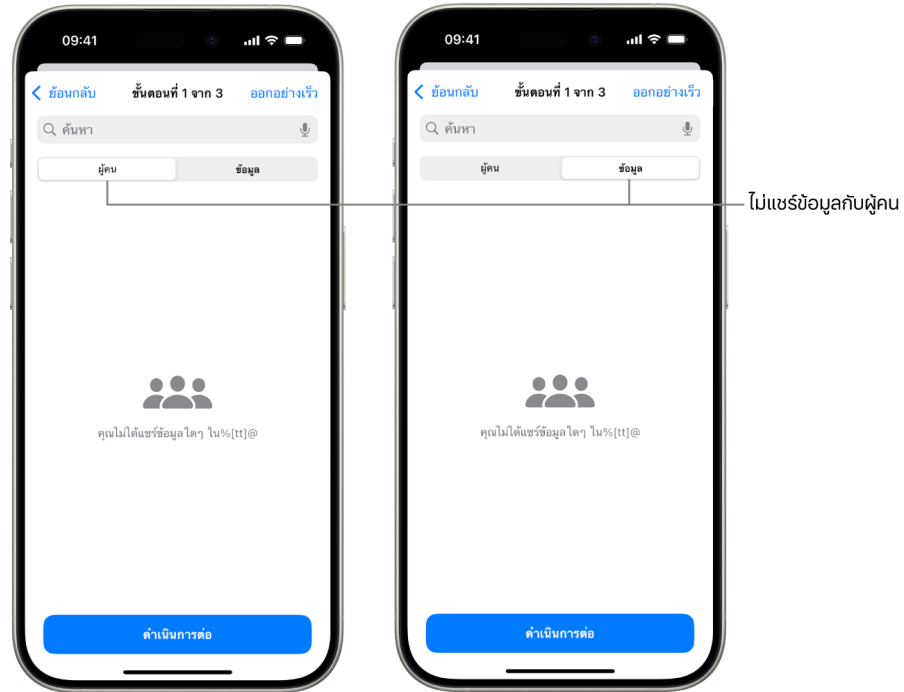 09:41
ย้อนกลับ ขั้นตอนที่ 1 จาก 3 ออกอย่างเร็ว
ค้นหา
ผู้คน ข้อมูล
คุณไม่ได้แชร์ข้อมูลใดๆ ใน%[tt]@
ดำเนินการต่อ
09:41
ย้อนกลับ ขั้นตอนที่ 1 จาก 3 ออกอย่างเร็ว
ค้นหา
ผู้คน ข้อมูล
คุณไม่ได้แชร์ข้อมูลใดๆ ใน%[tt]@
ดำเนินการต่อ
ไม่แชร์ข้อมูลกับผู้คน